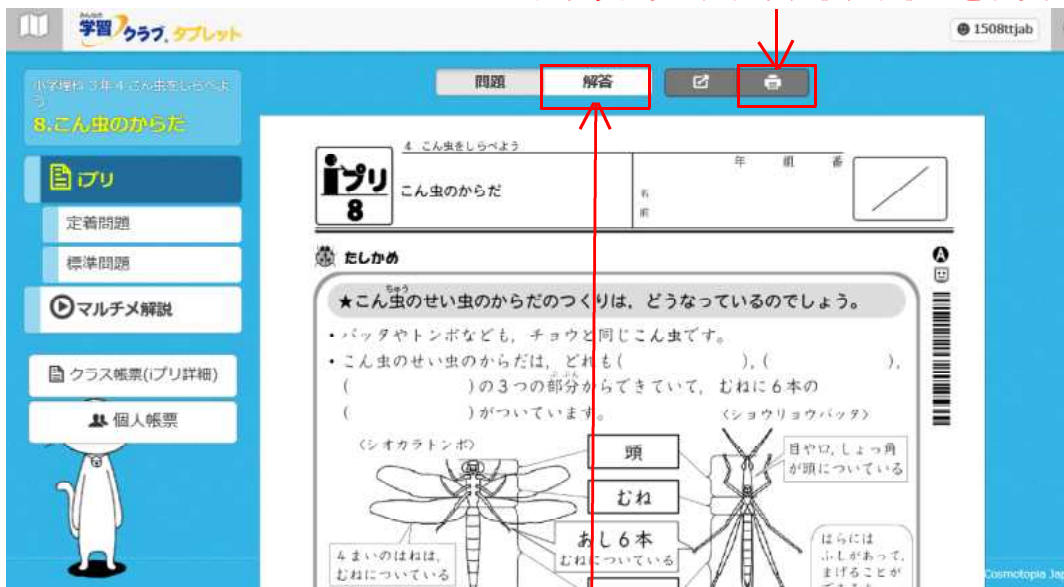 みんなの
学習クラブ タブレット
1508ttjab
小学理科 3年 4 こん虫をしらべよ
う
8.こん虫のからだ
iプリ
定着問題
標準問題
マルチメ解説
クラス帳票(iプリ詳細)
個人帳票
問題
解答
4 こん虫をしらべよう
iプリ
8
こん虫のからだ
年 組 番
名
前
たしかめ
A
ちゅう
★こん虫のせい虫のからだのつくりは,どうなっているのでしょう。
・バッタやトンボなども,チョウと同じこん虫です。
・こん虫のせい虫のからだは,どれも( ),( ),
ぶぶん
( )の3つの部分からできていて,むねに6本の
( )がついています。
〈ショウリョウバッタ〉
〈シオカラトンボ〉
頭
目や口,しょっ角
が頭についている
むね
あし6本
むねについている
4まいのはねは,
むねについている
はらには
ふしがあって,
まげることが
Cosmotopia Ja